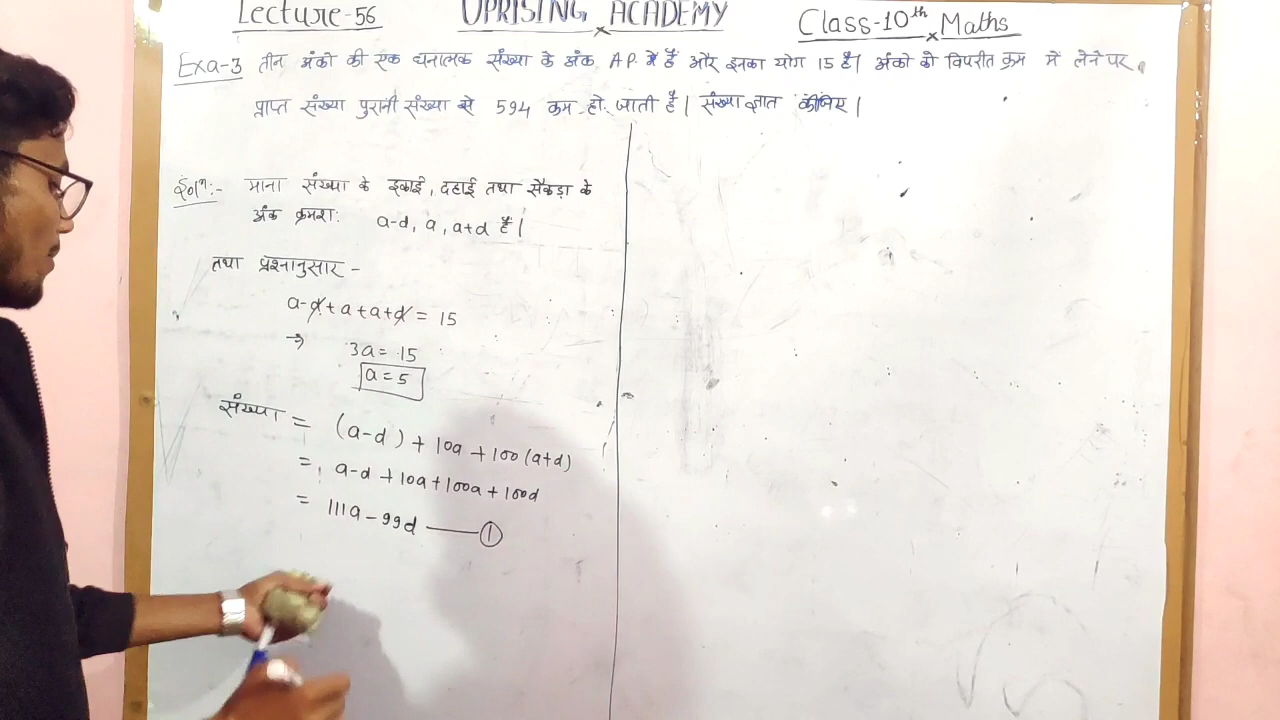 Lecture-56 UPRISING ACADEMY Class-10th Maths
Exa-3 तीन अंको की एक धनात्मक संख्या के अंक A.P में हैं और इनका योग 15 है। अंको को विपरीत क्रम में लेने पर
प्राप्त संख्या पुरानी संख्या से 594 कम हो जाती है। संख्या ज्ञात कीजिए।
Solⁿ:- माना संख्या के इकाई, दहाई तथा सैकड़ा के
अंक क्रमशः a-d, a, a+d हैं।
तथा प्रश्नानुसार -
a-d+a+a+d = 15
⇒ 3a = 15
a = 5
संख्या = (a-d) + 10a + 100(a+d)
= a-d + 10a + 100a + 100d
= 111a - 99d —— ①